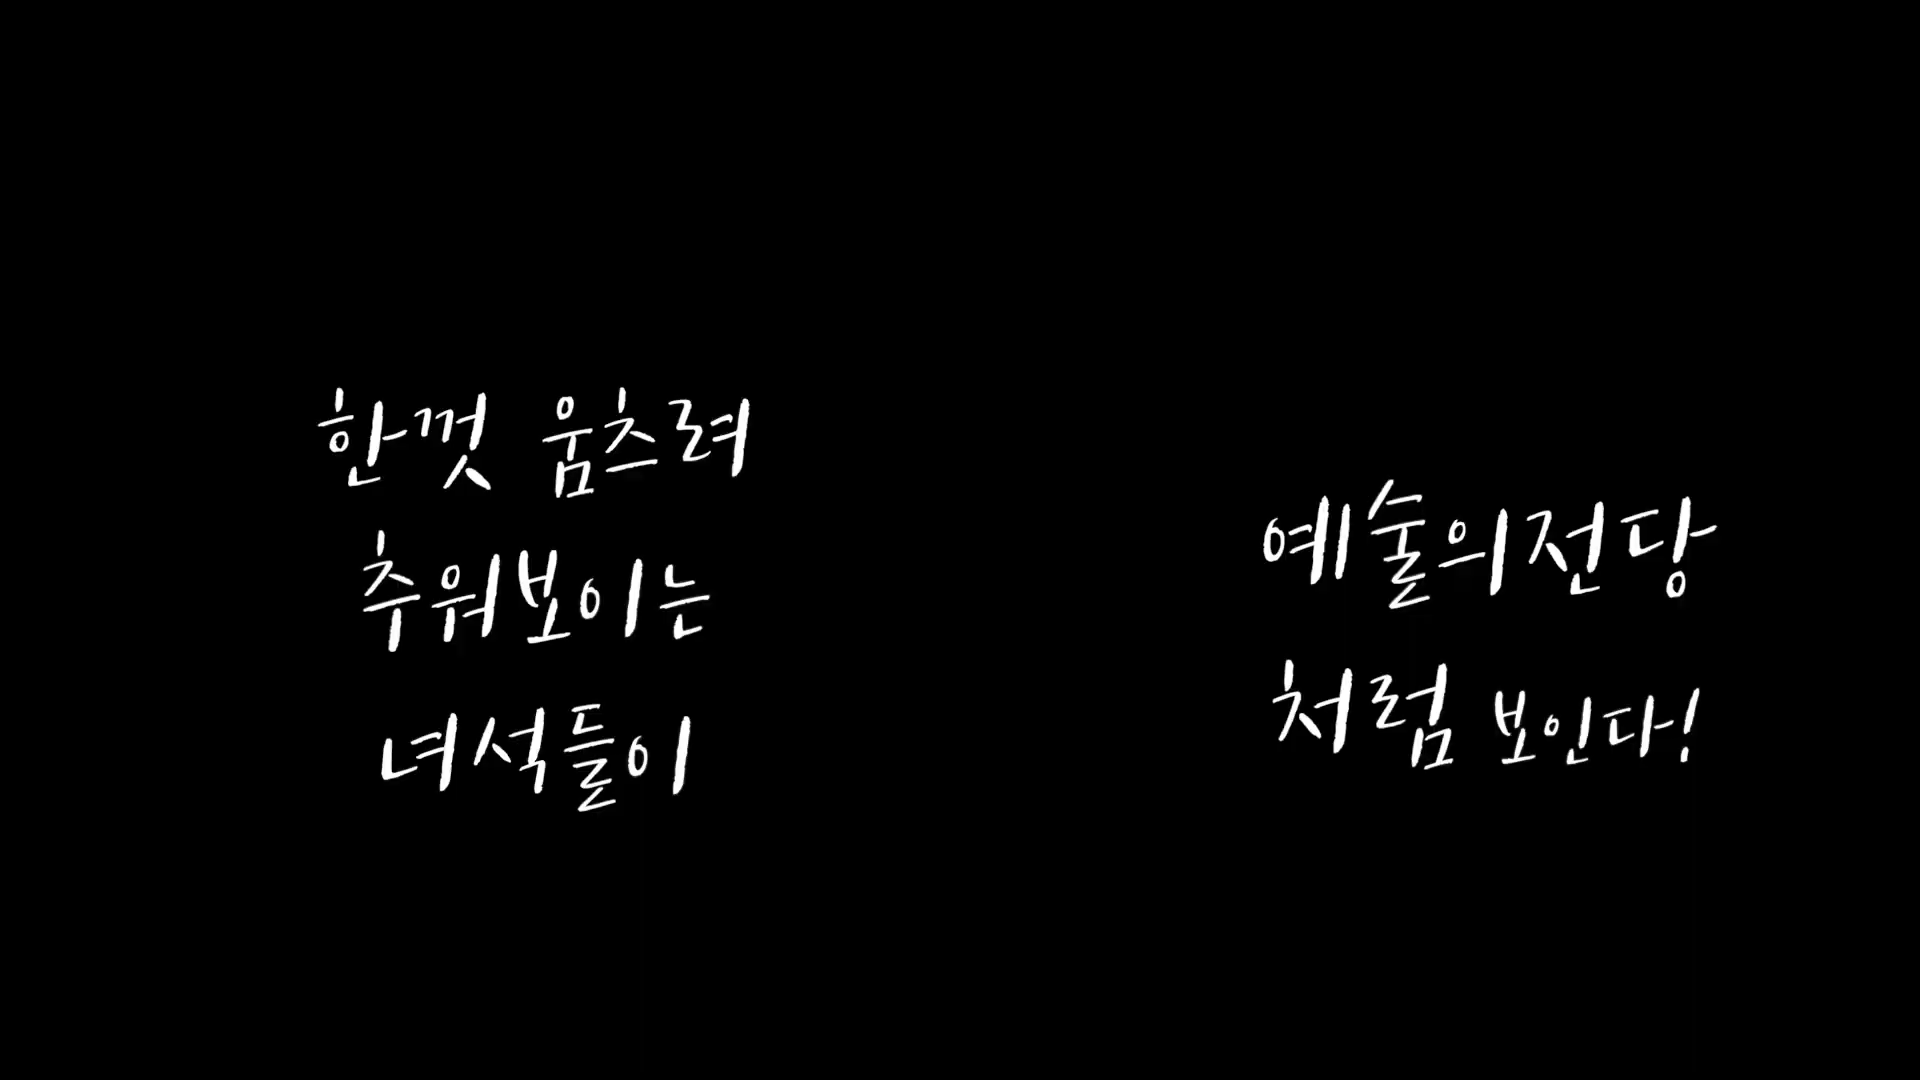 한껏 움츠려
추워보이는
녀석들이
예술의전당
처럼 보인다!